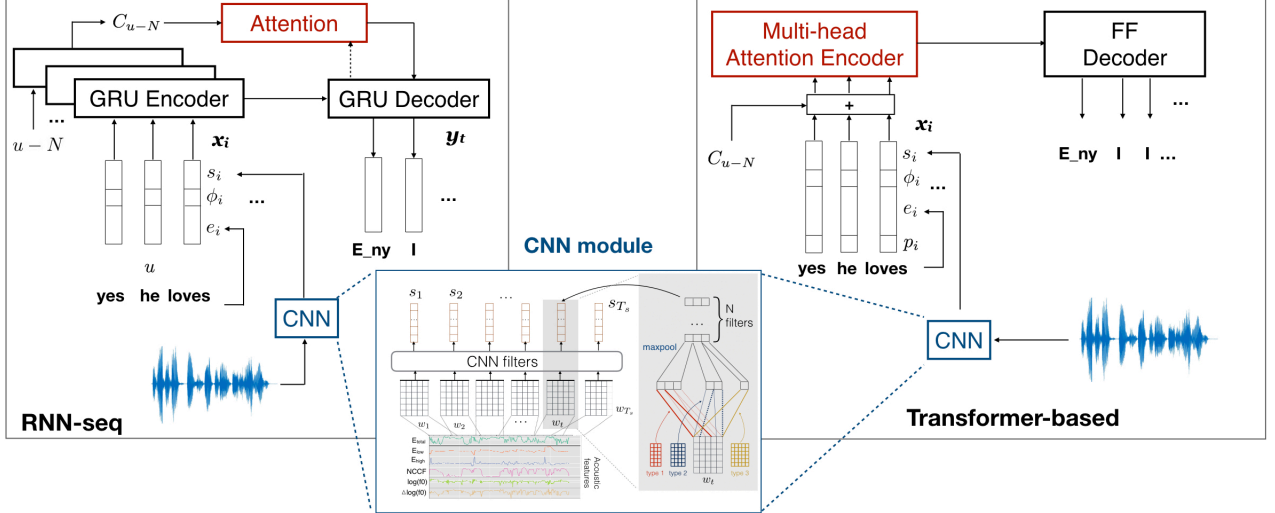 C_{u-N}
Attention
GRU Encoder
GRU Decoder
...
u − N
x_i
y_t
s_i
ϕ_i
...
e_i
...
u
E_ny I
yes he loves
CNN
RNN-seq
CNN module
s_1 s_2 ... s_{T_s}
CNN filters
w_1 w_2 ... w_t w_{T_s}
E_total
E_low
E_high
NCCF
log(f0)
Δlog(f0)
Acoustic
features
N
filters
...
maxpool
type 1 type 2 type 3
w_t
Multi-head
Attention Encoder
FF
Decoder
+
...
x_i
C_{u-N}
s_i
ϕ_i
...
e_i
p_i
E_ny I I ...
yes he loves
CNN
Transformer-based